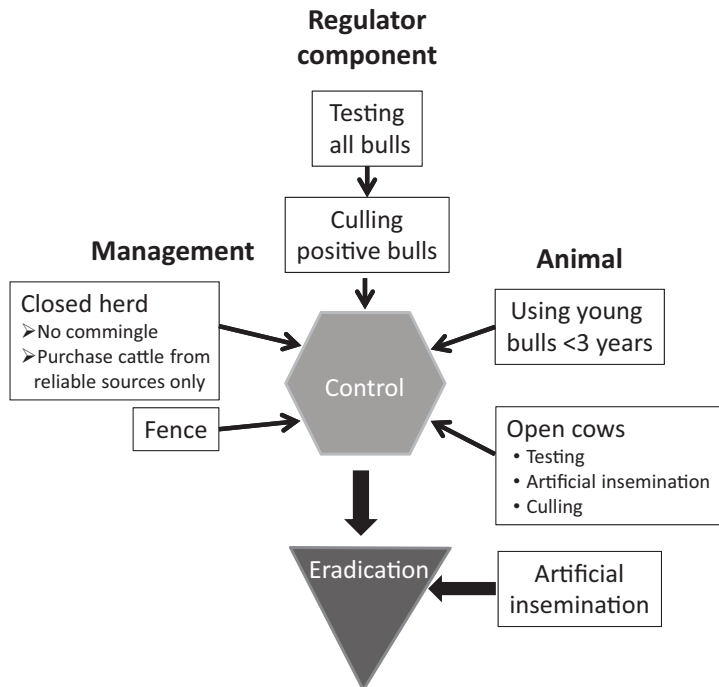 Regulator
component
Testing
all bulls
Culling
positive bulls
Management
Closed herd
➢No commingle
➢Purchase cattle from
reliable sources only
Fence
Animal
Using young
bulls <3 years
Open cows
• Testing
• Artificial insemination
• Culling
Control
Eradication
Artificial
insemination